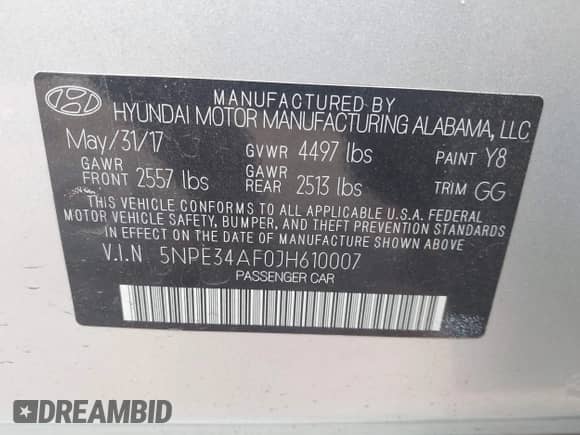 MANUFACTURED BY
HYUNDAI MOTOR MANUFACTURING ALABAMA, LLC
May/31/17 GVWR 4497 lbs PAINT Y8
GAWR FRONT 2557 lbs GAWR REAR 2513 lbs TRIM GG
THIS VEHICLE CONFORMS TO ALL APPLICABLE U.S.A. FEDERAL
MOTOR VEHICLE SAFETY, BUMPER, AND THEFT PREVENTION STANDARDS
IN EFFECT ON THE DATE OF MANUFACTURE SHOWN ABOVE.
V.I.N 5NPE34AF0JH610007
PASSENGER CAR
DREAMBID